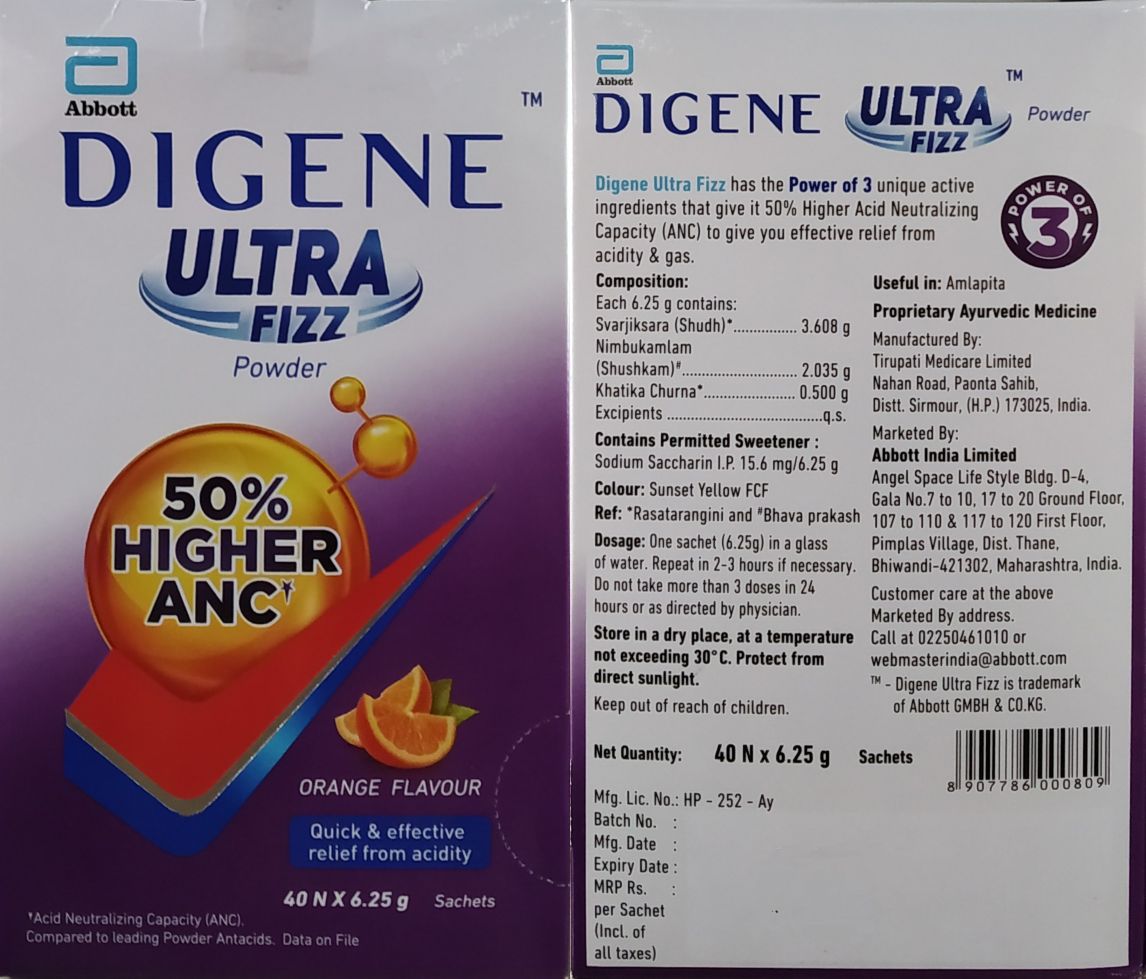 Abbott
DIGENE™
ULTRA
FIZZ
Powder
50%
HIGHER
ANC†
ORANGE FLAVOUR
Quick & effective
relief from acidity
40 N X 6.25 g Sachets
†Acid Neutralizing Capacity (ANC).
Compared to leading Powder Antacids. Data on File
Abbott
DIGENE ULTRA FIZZ™ Powder
Digene Ultra Fizz has the Power of 3 unique active
ingredients that give it 50% Higher Acid Neutralizing
Capacity (ANC) to give you effective relief from
acidity & gas.
POWER OF
3
Composition:
Each 6.25 g contains:
Svarjiksara (Shudh)*................ 3.608 g
Nimbukamlam
(Shushkam)#............................. 2.035 g
Khatika Churna*....................... 0.500 g
Excipients .......................................q.s.
Contains Permitted Sweetener :
Sodium Saccharin I.P. 15.6 mg/6.25 g
Colour: Sunset Yellow FCF
Ref: *Rasatarangini and #Bhava prakash
Dosage: One sachet (6.25g) in a glass
of water. Repeat in 2-3 hours if necessary.
Do not take more than 3 doses in 24
hours or as directed by physician.
Store in a dry place, at a temperature
not exceeding 30°C. Protect from
direct sunlight.
Keep out of reach of children.
Useful in: Amlapita
Proprietary Ayurvedic Medicine
Manufactured By:
Tirupati Medicare Limited
Nahan Road, Paonta Sahib,
Distt. Sirmour, (H.P.) 173025, India.
Marketed By:
Abbott India Limited
Angel Space Life Style Bldg. D-4,
Gala No.7 to 10, 17 to 20 Ground Floor,
107 to 110 & 117 to 120 First Floor,
Pimplas Village, Dist. Thane,
Bhiwandi-421302, Maharashtra, India.
Customer care at the above
Marketed By address.
Call at 02250461010 or
webmasterindia@abbott.com
™ - Digene Ultra Fizz is trademark
of Abbott GMBH & CO.KG.
Net Quantity: 40 N x 6.25 g Sachets
8 907786 000809
Mfg. Lic. No.: HP - 252 - Ay
Batch No. :
Mfg. Date :
Expiry Date :
MRP Rs. :
per Sachet
(Incl. of
all taxes)